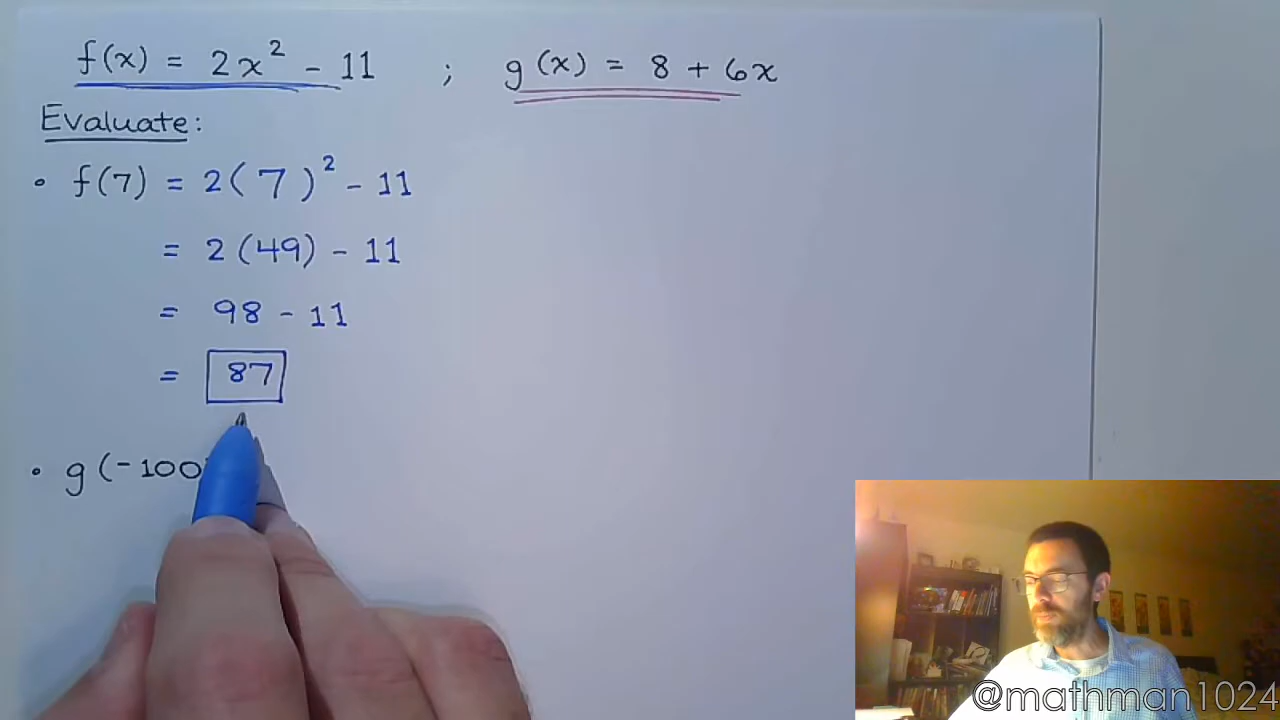 f(x) = 2x² - 11 ; g(x) = 8 + 6x
Evaluate:
• f(7) = 2(7)² - 11
= 2(49) - 11
= 98 - 11
= 87
• g(-100
@mathman1024